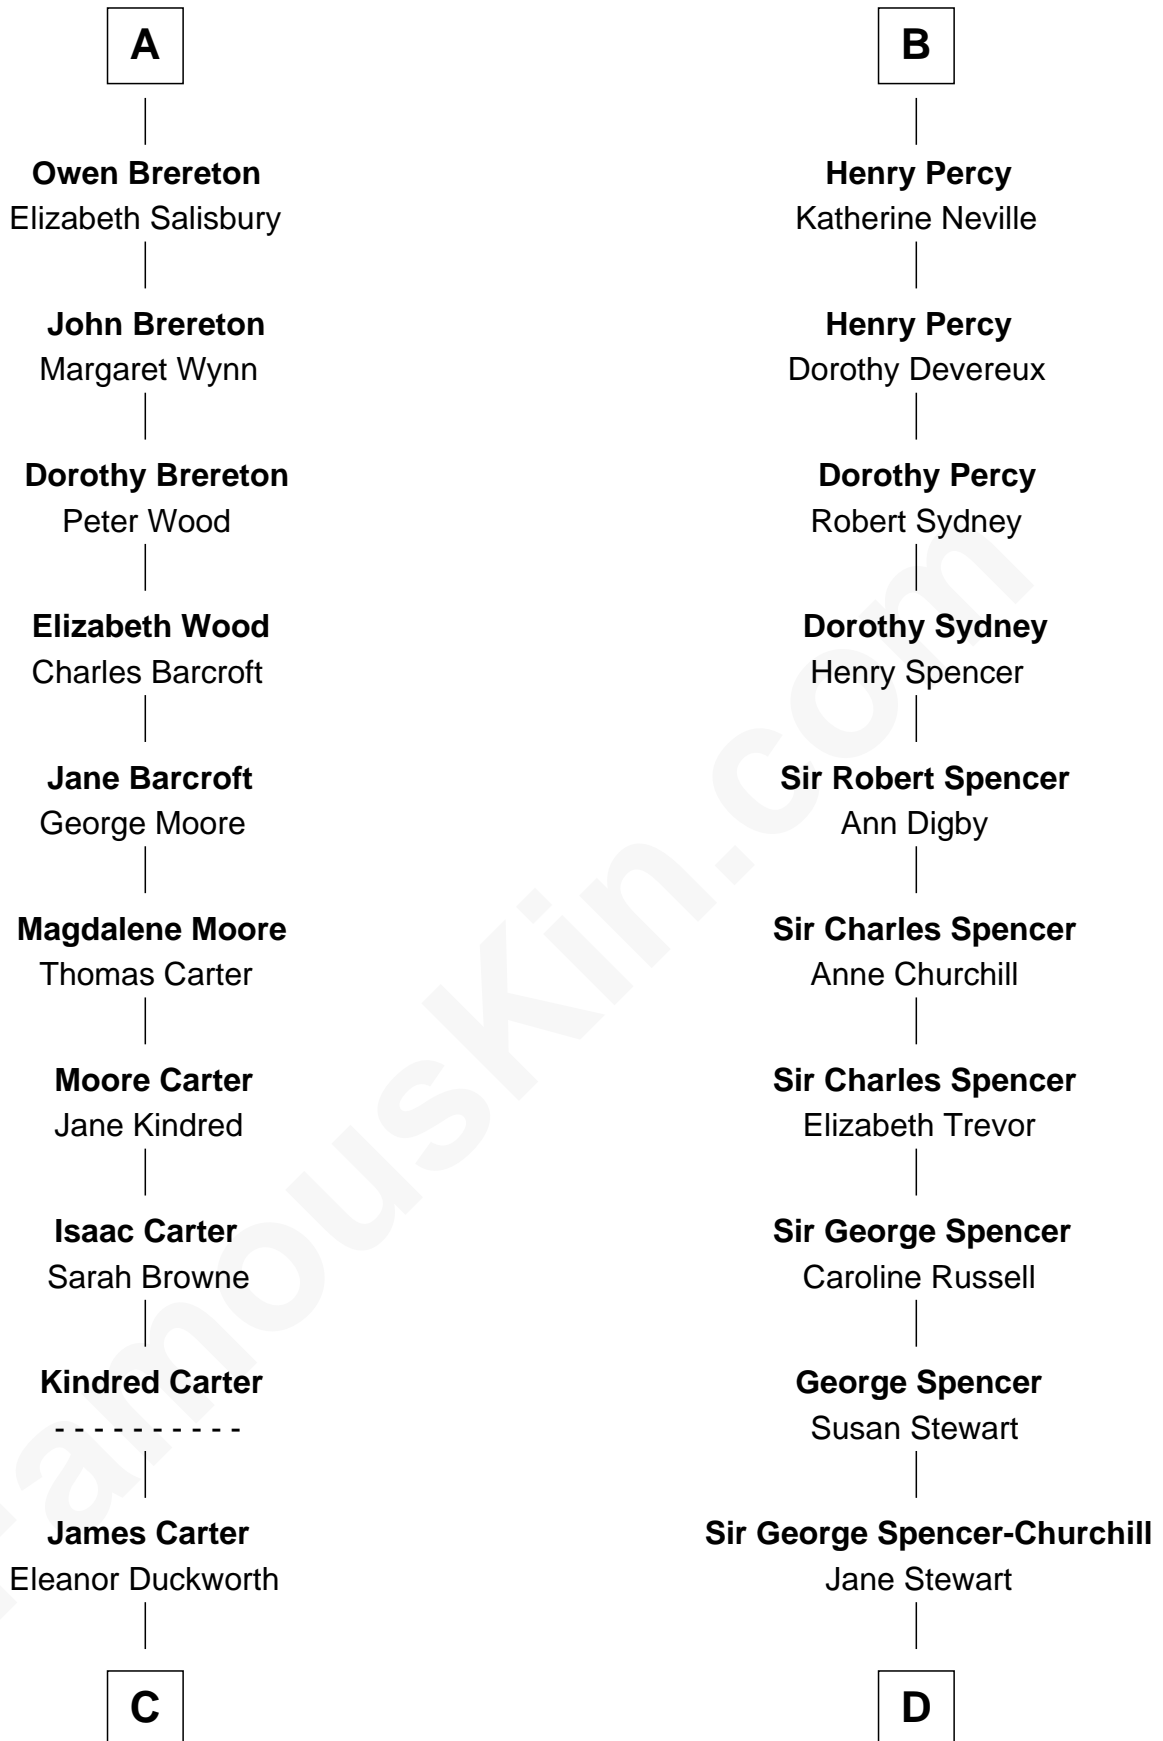 A
Owen Brereton
Elizabeth Salisbury
John Brereton
Margaret Wynn
Dorothy Brereton
Peter Wood
Elizabeth Wood
Charles Barcroft
Jane Barcroft
George Moore
Magdalene Moore
Thomas Carter
Moore Carter
Jane Kindred
Isaac Carter
Sarah Browne
Kindred Carter
- - - - - - - - - -
James Carter
Eleanor Duckworth
C
B
Henry Percy
Katherine Neville
Henry Percy
Dorothy Devereux
Dorothy Percy
Robert Sydney
Dorothy Sydney
Henry Spencer
Sir Robert Spencer
Ann Digby
Sir Charles Spencer
Anne Churchill
Sir Charles Spencer
Elizabeth Trevor
Sir George Spencer
Caroline Russell
George Spencer
Susan Stewart
Sir George Spencer-Churchill
Jane Stewart
D
FamousKin.com